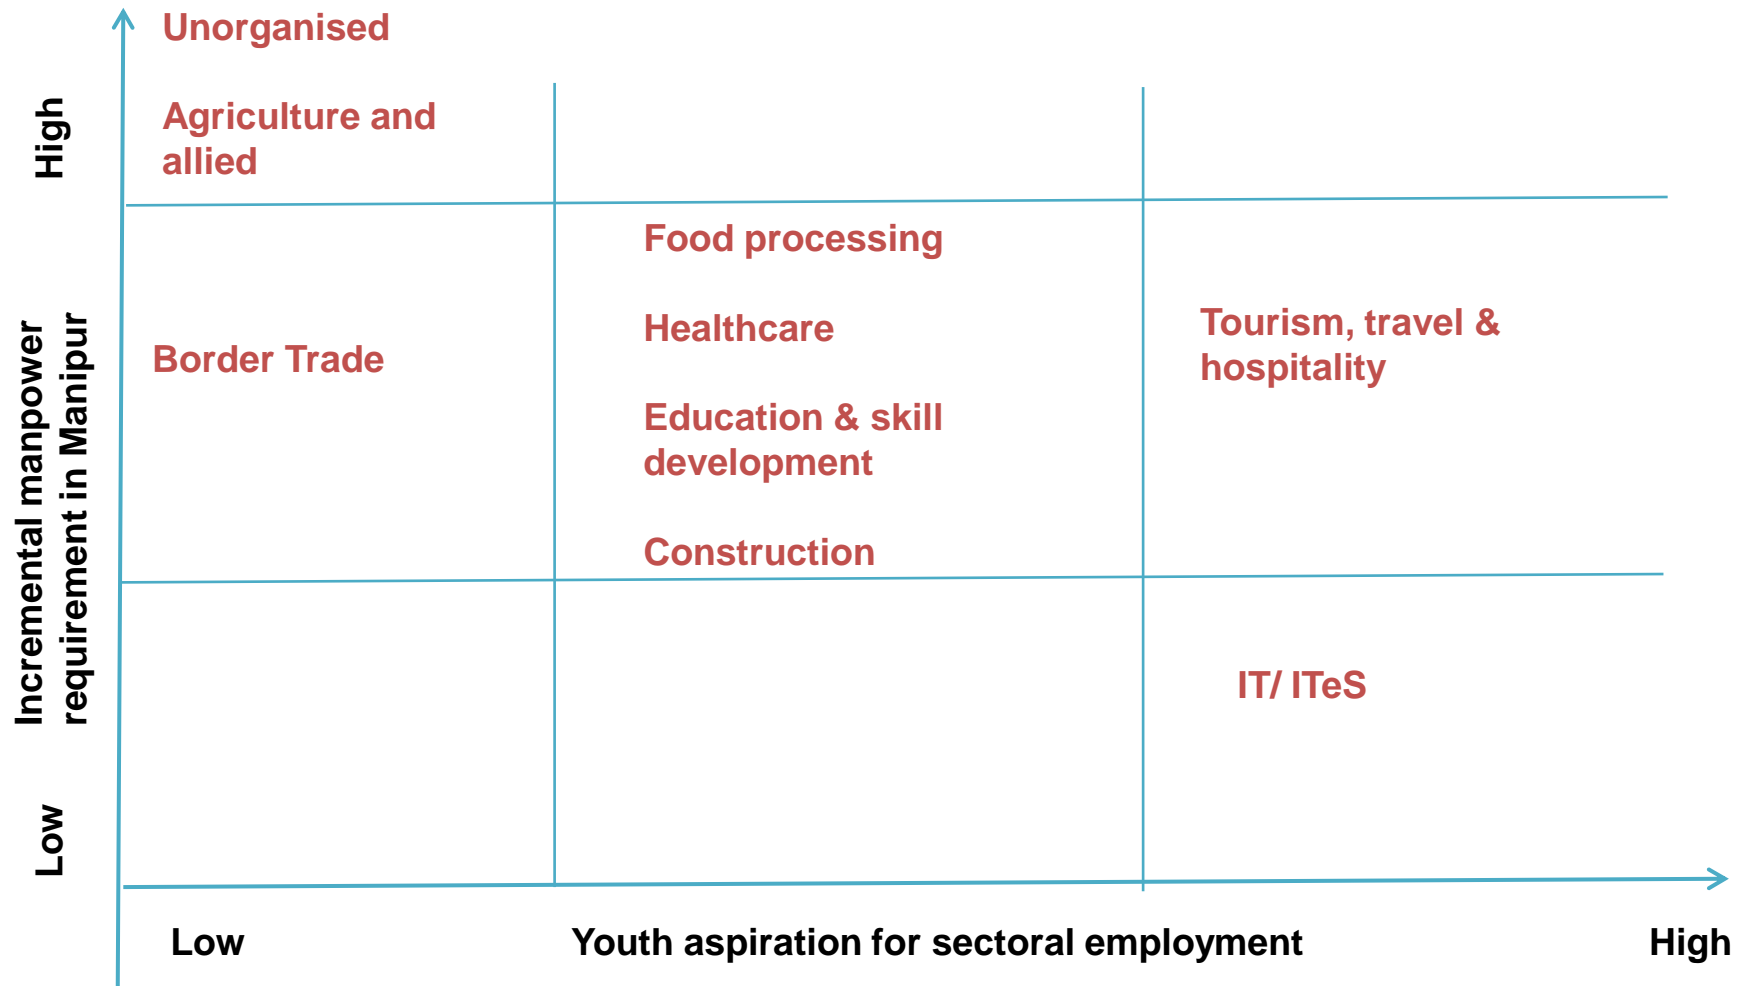 Unorganised
Agriculture and
allied
High
Food processing
Healthcare
Education & skill
development
Construction
Border Trade
Tourism, travel &
hospitality
Incremental manpower
requirement in Manipur
IT/ ITeS
Low
Low
Youth aspiration for sectoral employment
High